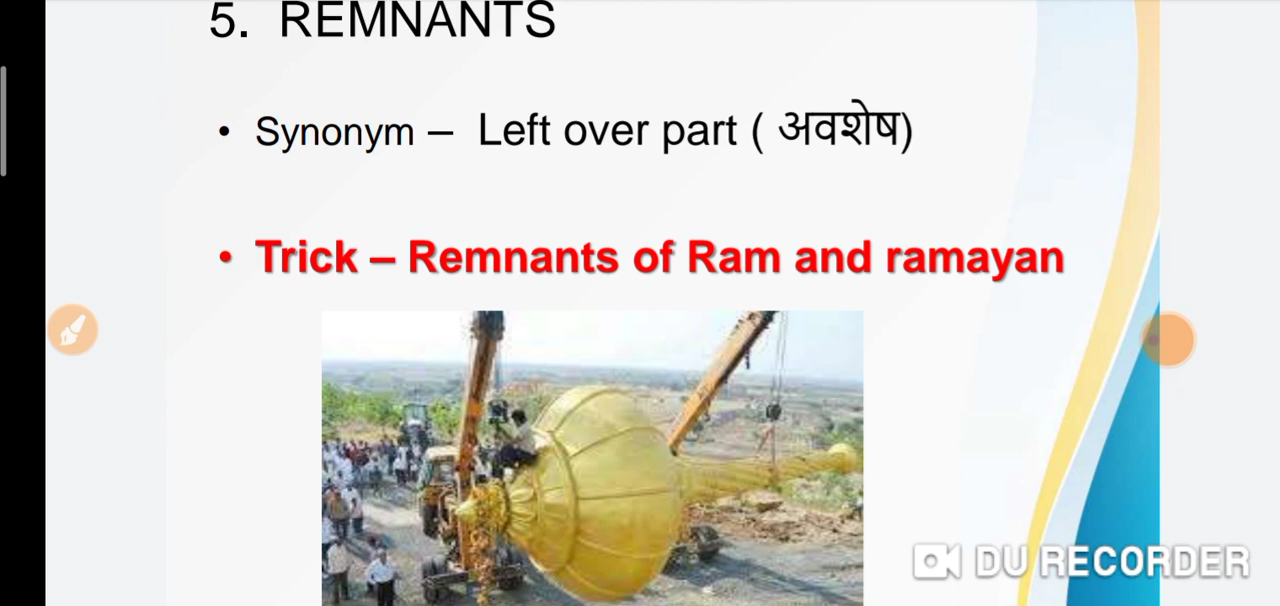 5. REMNANTS
• Synonym – Left over part ( अवशेष)
• Trick – Remnants of Ram and ramayan
DU RECORDER